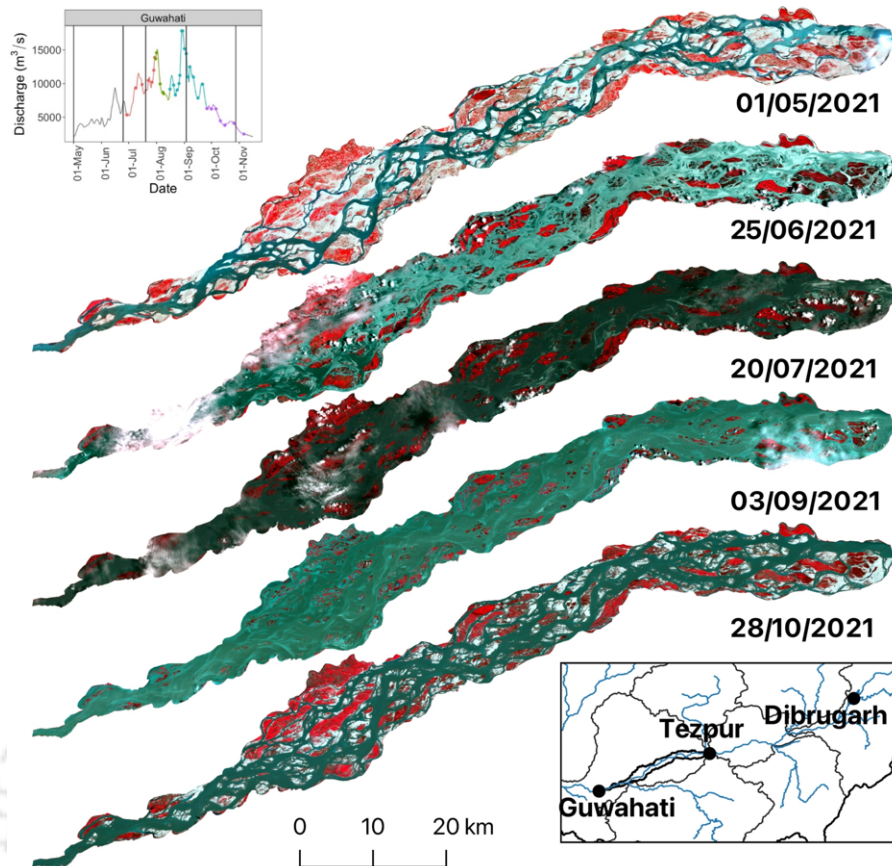 Guwahati
Discharge (m³/s)
15000
10000
5000
01-May
01-Jun
01-Jul
01-Aug
01-Sep
01-Oct
01-Nov
Date
01/05/2021
25/06/2021
20/07/2021
03/09/2021
28/10/2021
Tezpur
Dibrugarh
Guwahati
0 10 20 km